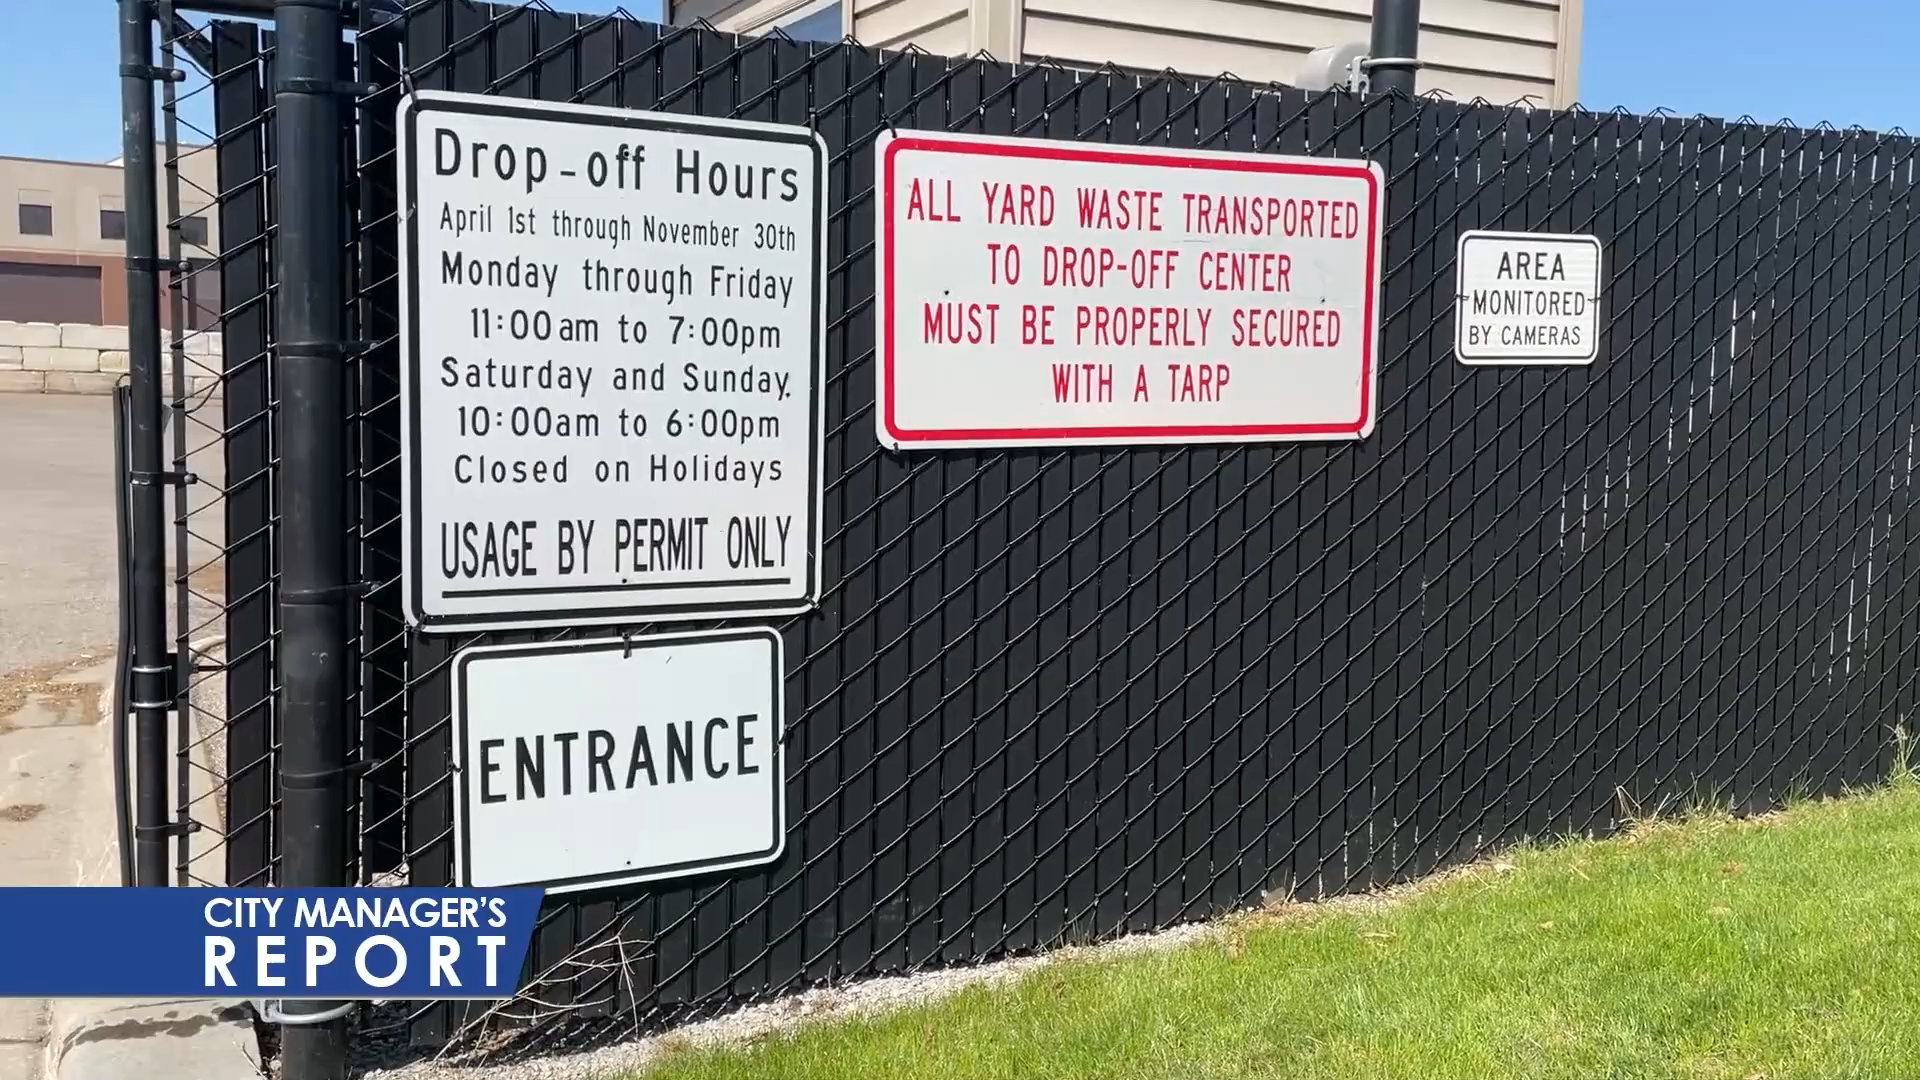 Drop-off Hours
April 1st through November 30th
Monday through Friday
11:00am to 7:00pm
Saturday and Sunday,
10:00am to 6:00pm
Closed on Holidays
USAGE BY PERMIT ONLY
ENTRANCE
ALL YARD WASTE TRANSPORTED
TO DROP-OFF CENTER
MUST BE PROPERLY SECURED
WITH A TARP
AREA
MONITORED
BY CAMERAS
CITY MANAGER'S
REPORT